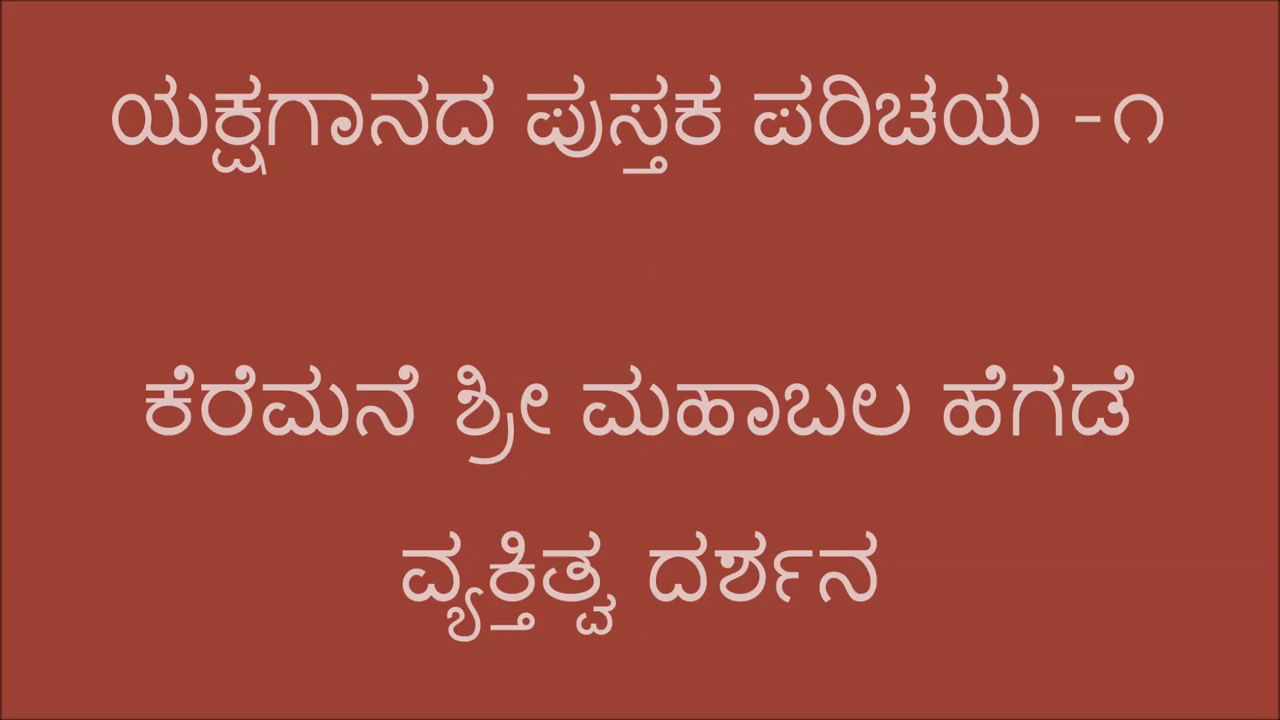 ಯಕ್ಷಗಾನದ ಪುಸ್ತಕ ಪರಿಚಯ -೧
ಕೆರೆಮನೆ ಶ್ರೀ ಮಹಾಬಲ ಹೆಗಡೆ
ವ್ಯಕ್ತಿತ್ವ ದರ್ಶನ